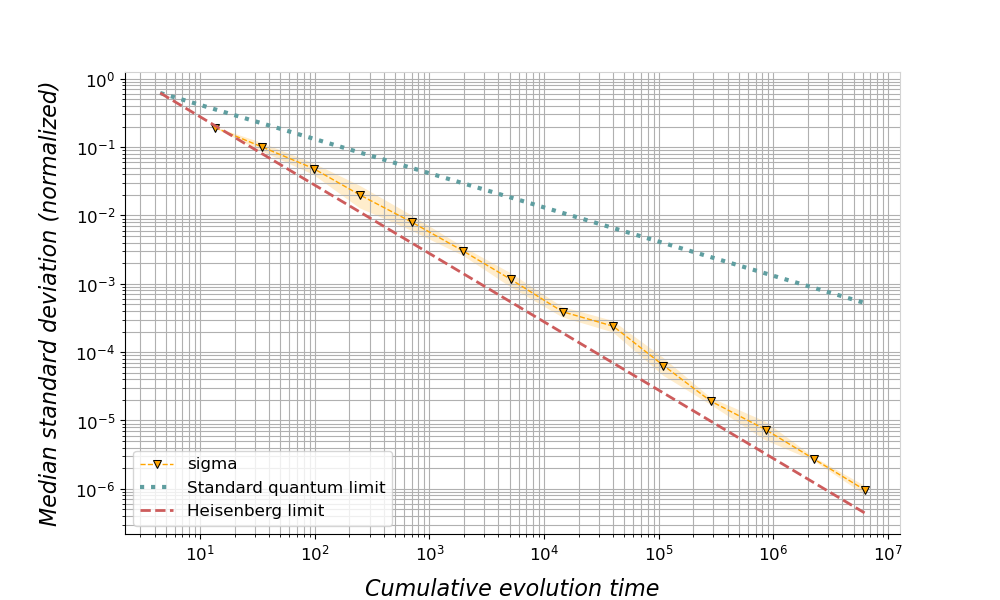 Median standard deviation (normalized)
10⁰
10⁻¹
10⁻²
10⁻³
10⁻⁴
10⁻⁵
10⁻⁶
sigma
Standard quantum limit
Heisenberg limit
10¹ 10² 10³ 10⁴ 10⁵ 10⁶ 10⁷
Cumulative evolution time